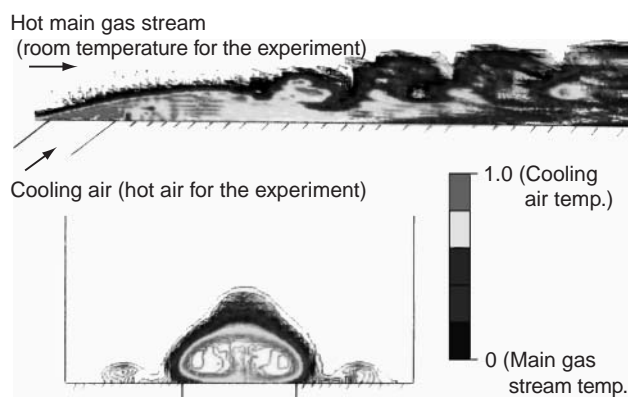 Hot main gas stream
(room temperature for the experiment)
Cooling air (hot air for the experiment)
1.0 (Cooling
air temp.)
0 (Main gas
stream temp.